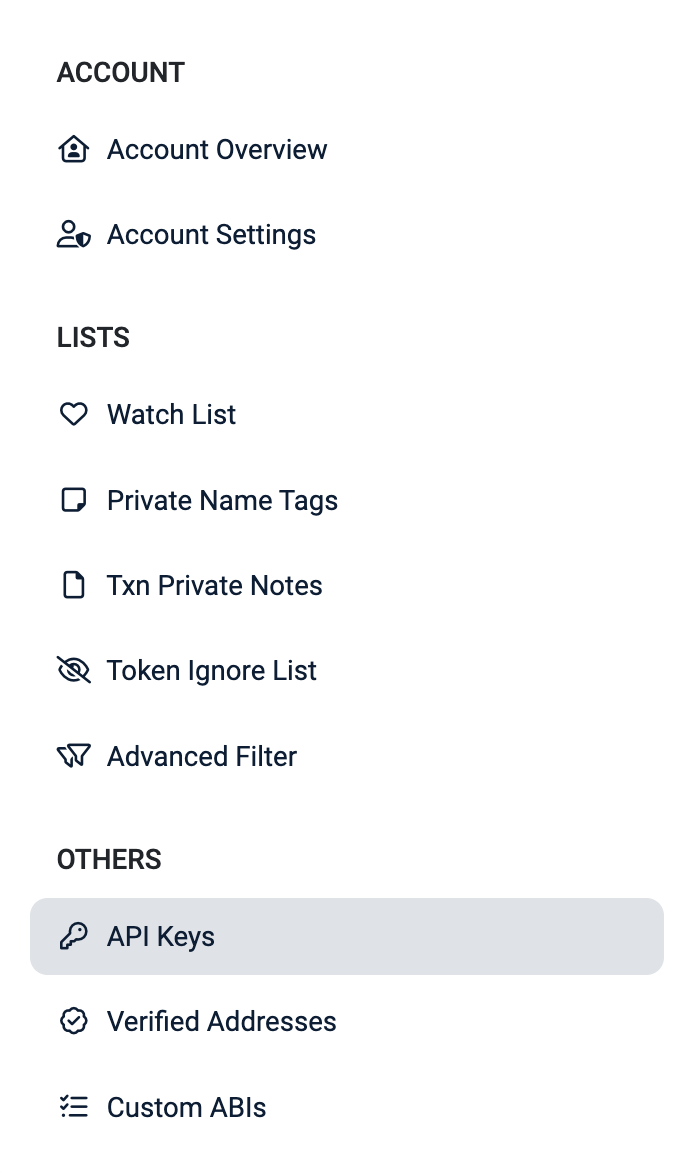 ACCOUNT
Account Overview
Account Settings
LISTS
Watch List
Private Name Tags
Txn Private Notes
Token Ignore List
Advanced Filter
OTHERS
API Keys
Verified Addresses
Custom ABIs